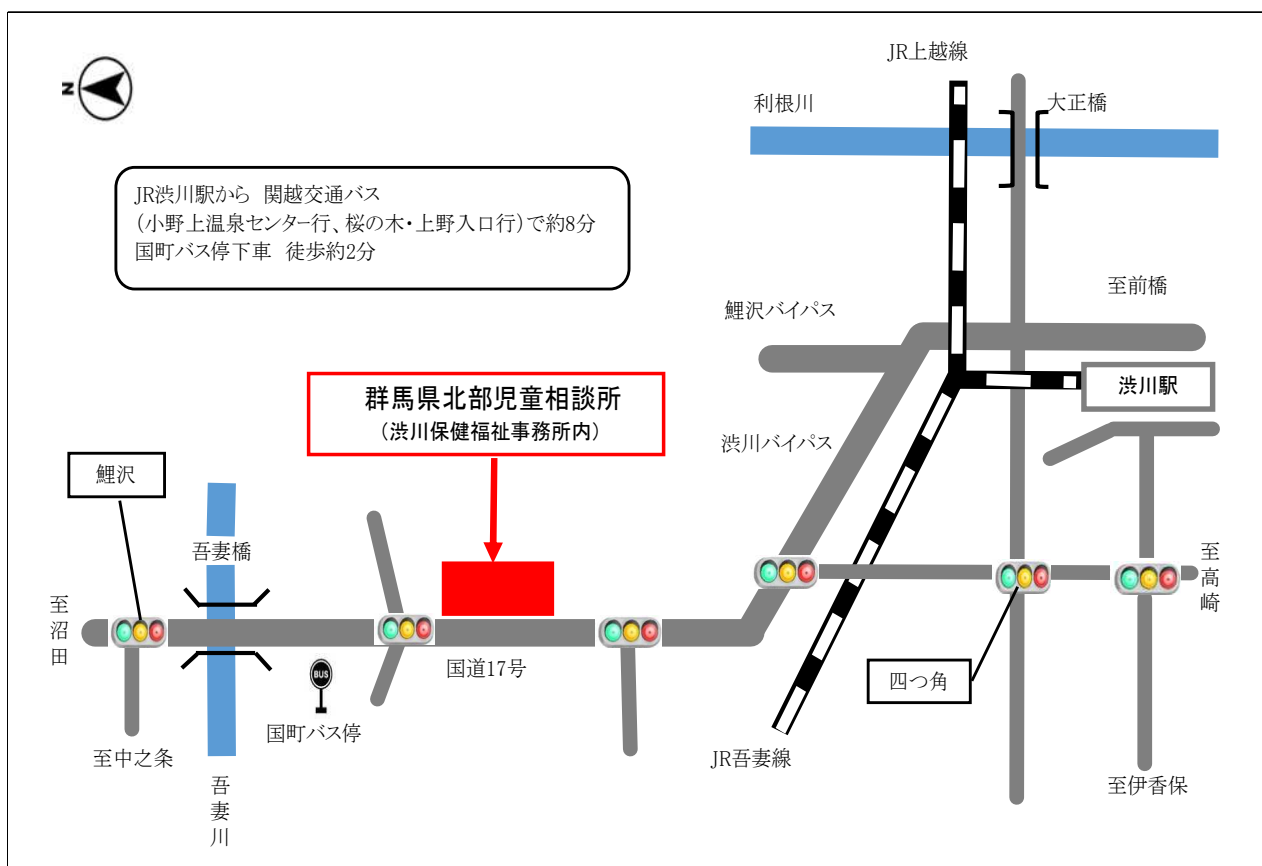 N
JR上越線
利根川
大正橋
JR渋川駅から 関越交通バス
(小野上温泉センター行、桜の木・上野入口行)で約8分
国町バス停下車 徒歩約2分
至前橋
鯉沢バイパス
群馬県北部児童相談所
(渋川保健福祉事務所内)
渋川駅
渋川バイパス
鯉沢
吾妻橋
至高崎
至沼田
国道17号
四つ角
BUS
国町バス停
至中之条
JR吾妻線
至伊香保
吾妻川